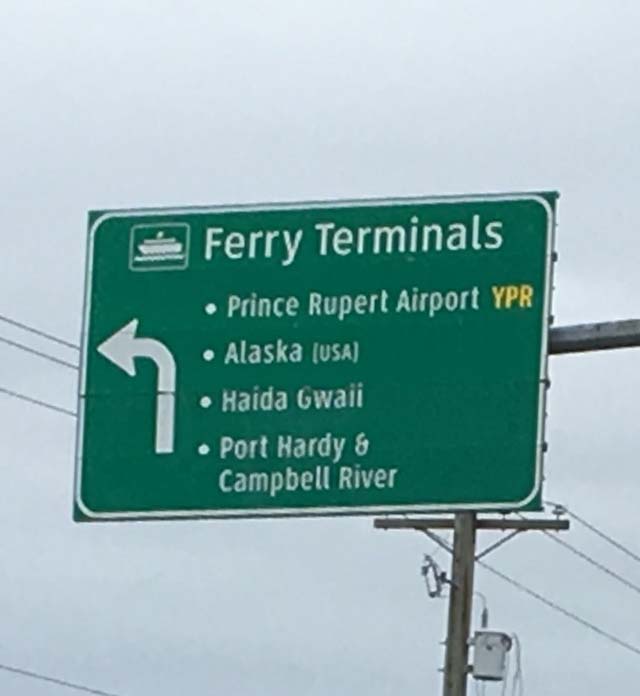 Ferry Terminals
• Prince Rupert Airport YPR
• Alaska (USA)
• Haida Gwaii
• Port Hardy &
Campbell River